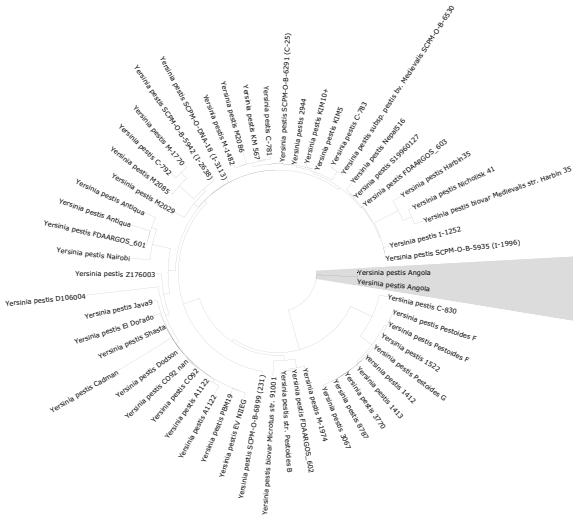 Yersinia pestis Angola
Yersinia pestis Angola
Yersinia pestis C-830
Yersinia pestis Pestoides F
Yersinia pestis Pestoides F
Yersinia pestis 1522
Yersinia pestis Pestoides G
Yersinia pestis 1412
Yersinia pestis 1413
Yersinia pestis 3770
Yersinia pestis 8787
Yersinia pestis 3067
Yersinia pestis M-1974
Yersinia pestis FDAARGOS_602
Yersinia pestis str. Pestoides B
Yersinia pestis biovar Microtus str. 91001
Yersinia pestis SCPM-O-B-6899 (231)
Yersinia pestis EV NIIEG
Yersinia pestis PBM19
Yersinia pestis A1122
Yersinia pestis A1122
Yersinia pestis CO92
Yersinia pestis CO92_nan
Yersinia pestis Dodson
Yersinia pestis Cadman
Yersinia pestis Shasta
Yersinia pestis El Dorado
Yersinia pestis Java9
Yersinia pestis D106004
Yersinia pestis Z176003
Yersinia pestis Nairobi
Yersinia pestis FDAARGOS_601
Yersinia pestis Antiqua
Yersinia pestis Antiqua
Yersinia pestis M2029
Yersinia pestis M2085
Yersinia pestis C-792
Yersinia pestis M-1770
Yersinia pestis SCPM-O-B-5942 (I-2638)
Yersinia pestis SCPM-O-DNA-18 (I-3113)
Yersinia pestis M-1482
Yersinia pestis M2086
Yersinia pestis KM 567
Yersinia pestis C-781
Yersinia pestis SCPM-O-B-6291 (C-25)
Yersinia pestis 2944
Yersinia pestis KIM10+
Yersinia pestis KIM5
Yersinia pestis C-783
Yersinia pestis subsp. pestis bv. Medievalis SCPM-O-B-6530
Yersinia pestis Nepal516
Yersinia pestis S19960127
Yersinia pestis FDAARGOS_603
Yersinia pestis Harbin35
Yersinia pestis Nicholisk 41
Yersinia pestis biovar Medievalis str. Harbin 35
Yersinia pestis I-1252
Yersinia pestis SCPM-O-B-5935 (I-1996)